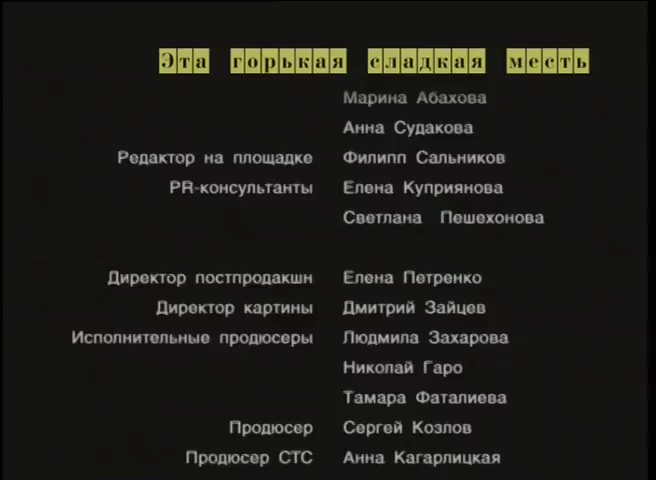 Эта горькая сладкая месть
Марина Абахова
Анна Судакова
Редактор на площадке Филипп Сальников
PR-консультанты Елена Куприянова
Светлана Пешехонова
Директор постпродакшн Елена Петренко
Директор картины Дмитрий Зайцев
Исполнительные продюсеры Людмила Захарова
Николай Гаро
Тамара Фаталиева
Продюсер Сергей Козлов
Продюсер СТС Анна Кагарлицкая